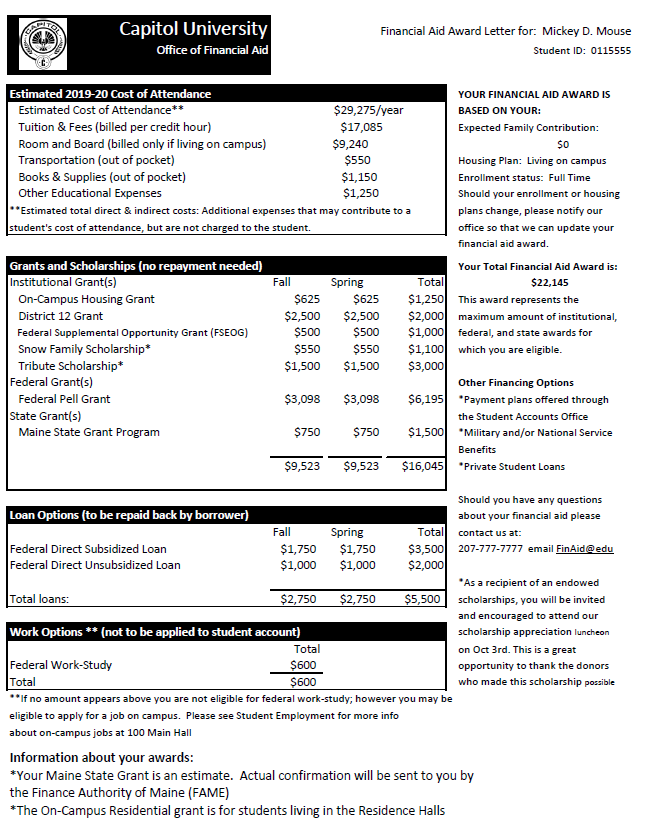 Capitol University
Office of Financial Aid
Financial Aid Award Letter for: Mickey D. Mouse
Student ID: 0115555
Estimated 2019-20 Cost of Attendance
Estimated Cost of Attendance** $29,275/year
Tuition & Fees (billed per credit hour) $17,085
Room and Board (billed only if living on campus) $9,240
Transportation (out of pocket) $550
Books & Supplies (out of pocket) $1,150
Other Educational Expenses $1,250
**Estimated total direct & indirect costs: Additional expenses that may contribute to a
student's cost of attendance, but are not charged to the student.
Grants and Scholarships (no repayment needed)
Institutional Grant(s) Fall Spring Total
On-Campus Housing Grant $625 $625 $1,250
District 12 Grant $2,500 $2,500 $2,000
Federal Supplemental Opportunity Grant (FSEOG) $500 $500 $1,000
Snow Family Scholarship* $550 $550 $1,100
Tribute Scholarship* $1,500 $1,500 $3,000
Federal Grant(s)
Federal Pell Grant $3,098 $3,098 $6,195
State Grant(s)
Maine State Grant Program $750 $750 $1,500
$9,523 $9,523 $16,045
Loan Options (to be repaid back by borrower)
Fall Spring Total
Federal Direct Subsidized Loan $1,750 $1,750 $3,500
Federal Direct Unsubsidized Loan $1,000 $1,000 $2,000
Total loans: $2,750 $2,750 $5,500
Work Options ** (not to be applied to student account)
Total
Federal Work-Study $600
Total $600
**If no amount appears above you are not eligible for federal work-study; however you may be
eligible to apply for a job on campus. Please see Student Employment for more info
about on-campus jobs at 100 Main Hall
Information about your awards:
*Your Maine State Grant is an estimate. Actual confirmation will be sent to you by
the Finance Authority of Maine (FAME)
*The On-Campus Residential grant is for students living in the Residence Halls
YOUR FINANCIAL AID AWARD IS
BASED ON YOUR:
Expected Family Contribution:
$0
Housing Plan: Living on campus
Enrollment status: Full Time
Should your enrollment or housing
plans change, please notify our
office so that we can update your
financial aid award.
Your Total Financial Aid Award is:
$22,145
This award represents the
maximum amount of institutional,
federal, and state awards for
which you are eligible.
Other Financing Options
*Payment plans offered through
the Student Accounts Office
*Military and/or National Service
Benefits
*Private Student Loans
Should you have any questions
about your financial aid please
contact us at:
207-777-7777 email FinAid@edu
*As a recipient of an endowed
scholarships, you will be invited
and encouraged to attend our
scholarship appreciation luncheon
on Oct 3rd. This is a great
opportunity to thank the donors
who made this scholarship possible